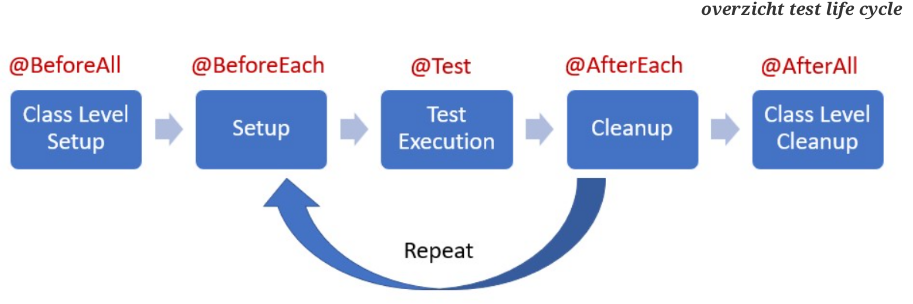 overzicht test life cycle
@BeforeAll
@BeforeEach
@Test
@AfterEach
@AfterAll
Class Level
Setup
Setup
Test
Execution
Cleanup
Class Level
Cleanup
Repeat